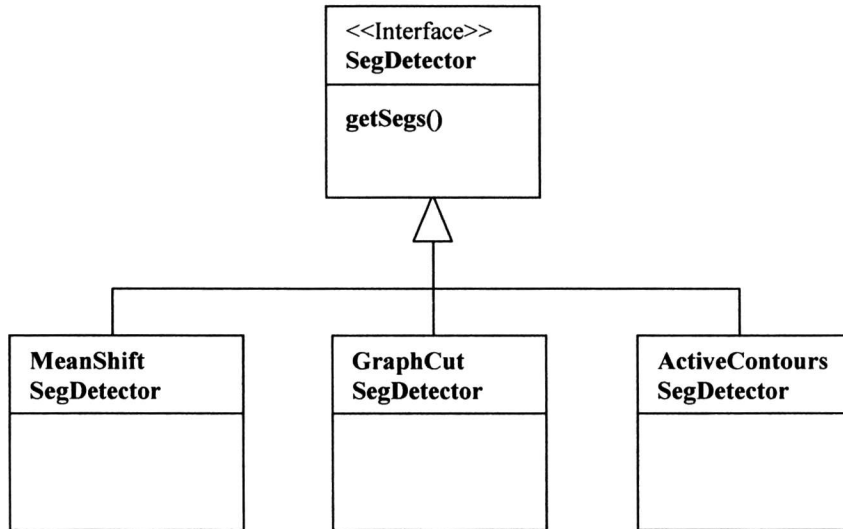 <<Interface>>
SegDetector
getSegs()
MeanShift
SegDetector
GraphCut
SegDetector
ActiveContours
SegDetector